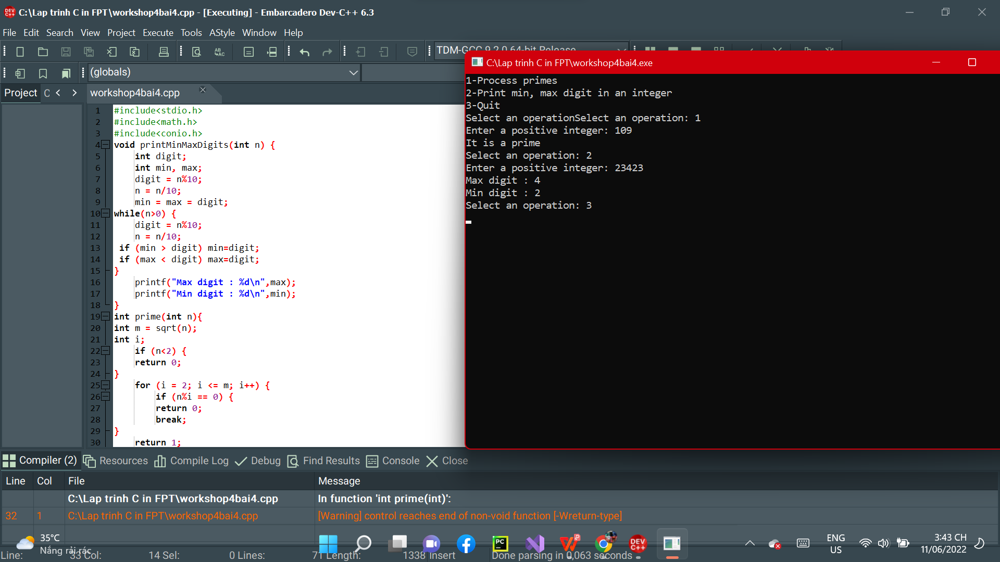 C:\Lap trinh C in FPT\workshop4bai4.cpp - [Executing] - Embarcadero Dev-C++ 6.3
File Edit Search View Project Execute Tools AStyle Window Help
TDM-GCC 9.2.0 64-bit Release
(globals)
Project
workshop4bai4.cpp
1 #include<stdio.h>
2 #include<math.h>
3 #include<conio.h>
4 void printMinMaxDigits(int n) {
5 int digit;
6 int min, max;
7 digit = n%10;
8 n = n/10;
9 min = max = digit;
10 while(n>0) {
11 digit = n%10;
12 n = n/10;
13 if (min > digit) min=digit;
14 if (max < digit) max=digit;
15 }
16 printf("Max digit : %d\n",max);
17 printf("Min digit : %d\n",min);
18 }
19 int prime(int n){
20 int m = sqrt(n);
21 int i;
22 if (n<2) {
23 return 0;
24 }
25 for (i = 2; i <= m; i++) {
26 if (n%i == 0) {
27 return 0;
28 break;
29 }
30 return 1;
C:\Lap trinh C in FPT\workshop4bai4.exe
1-Process primes
2-Print min, max digit in an integer
3-Quit
Select an operationSelect an operation: 1
Enter a positive integer: 109
It is a prime
Select an operation: 2
Enter a positive integer: 23423
Max digit : 4
Min digit : 2
Select an operation: 3
Compiler (2) Resources Compile Log Debug Find Results Console Close
Line Col File Message
C:\Lap trinh C in FPT\workshop4bai4.cpp In function 'int prime(int)':
32 1 C:\Lap trinh C in FPT\workshop4bai4.cpp [Warning] control reaches end of non-void function [-Wreturn-type]
35°C
Nắng rải rác
Line: 33 Col: 14 Sel: 0 Lines: 71 Length: 1338 Insert Done parsing in 0,063 seconds
PC
DEV C++
ENG
US
3:43 CH
11/06/2022